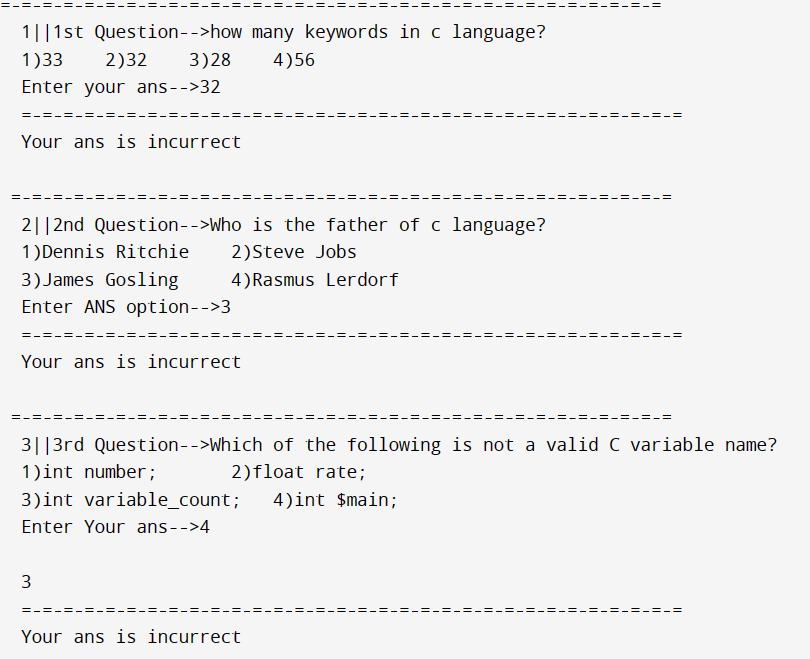 =-=-=-=-=-=-=-=-=-=-=-=-=-=-=-=-=-=-=-=-=-=-=-=-=-=-=-=-=-=-=-=
1||1st Question-->how many keywords in c language?
1)33    2)32    3)28    4)56
Enter your ans-->32
=-=-=-=-=-=-=-=-=-=-=-=-=-=-=-=-=-=-=-=-=-=-=-=-=-=-=-=-=-=-=-=
Your ans is incorrect
=-=-=-=-=-=-=-=-=-=-=-=-=-=-=-=-=-=-=-=-=-=-=-=-=-=-=-=-=-=-=-=
2||2nd Question-->Who is the father of c language?
1)Dennis Ritchie    2)Steve Jobs
3)James Gosling     4)Rasmus Lerdorf
Enter ANS option-->3
=-=-=-=-=-=-=-=-=-=-=-=-=-=-=-=-=-=-=-=-=-=-=-=-=-=-=-=-=-=-=-=
Your ans is incorrect
=-=-=-=-=-=-=-=-=-=-=-=-=-=-=-=-=-=-=-=-=-=-=-=-=-=-=-=-=-=-=-=
3||3rd Question-->Which of the following is not a valid C variable name?
1)int number;       2)float rate;
3)int variable_count;   4)int $main;
Enter Your ans-->4
3
=-=-=-=-=-=-=-=-=-=-=-=-=-=-=-=-=-=-=-=-=-=-=-=-=-=-=-=-=-=-=-=
Your ans is incorrect